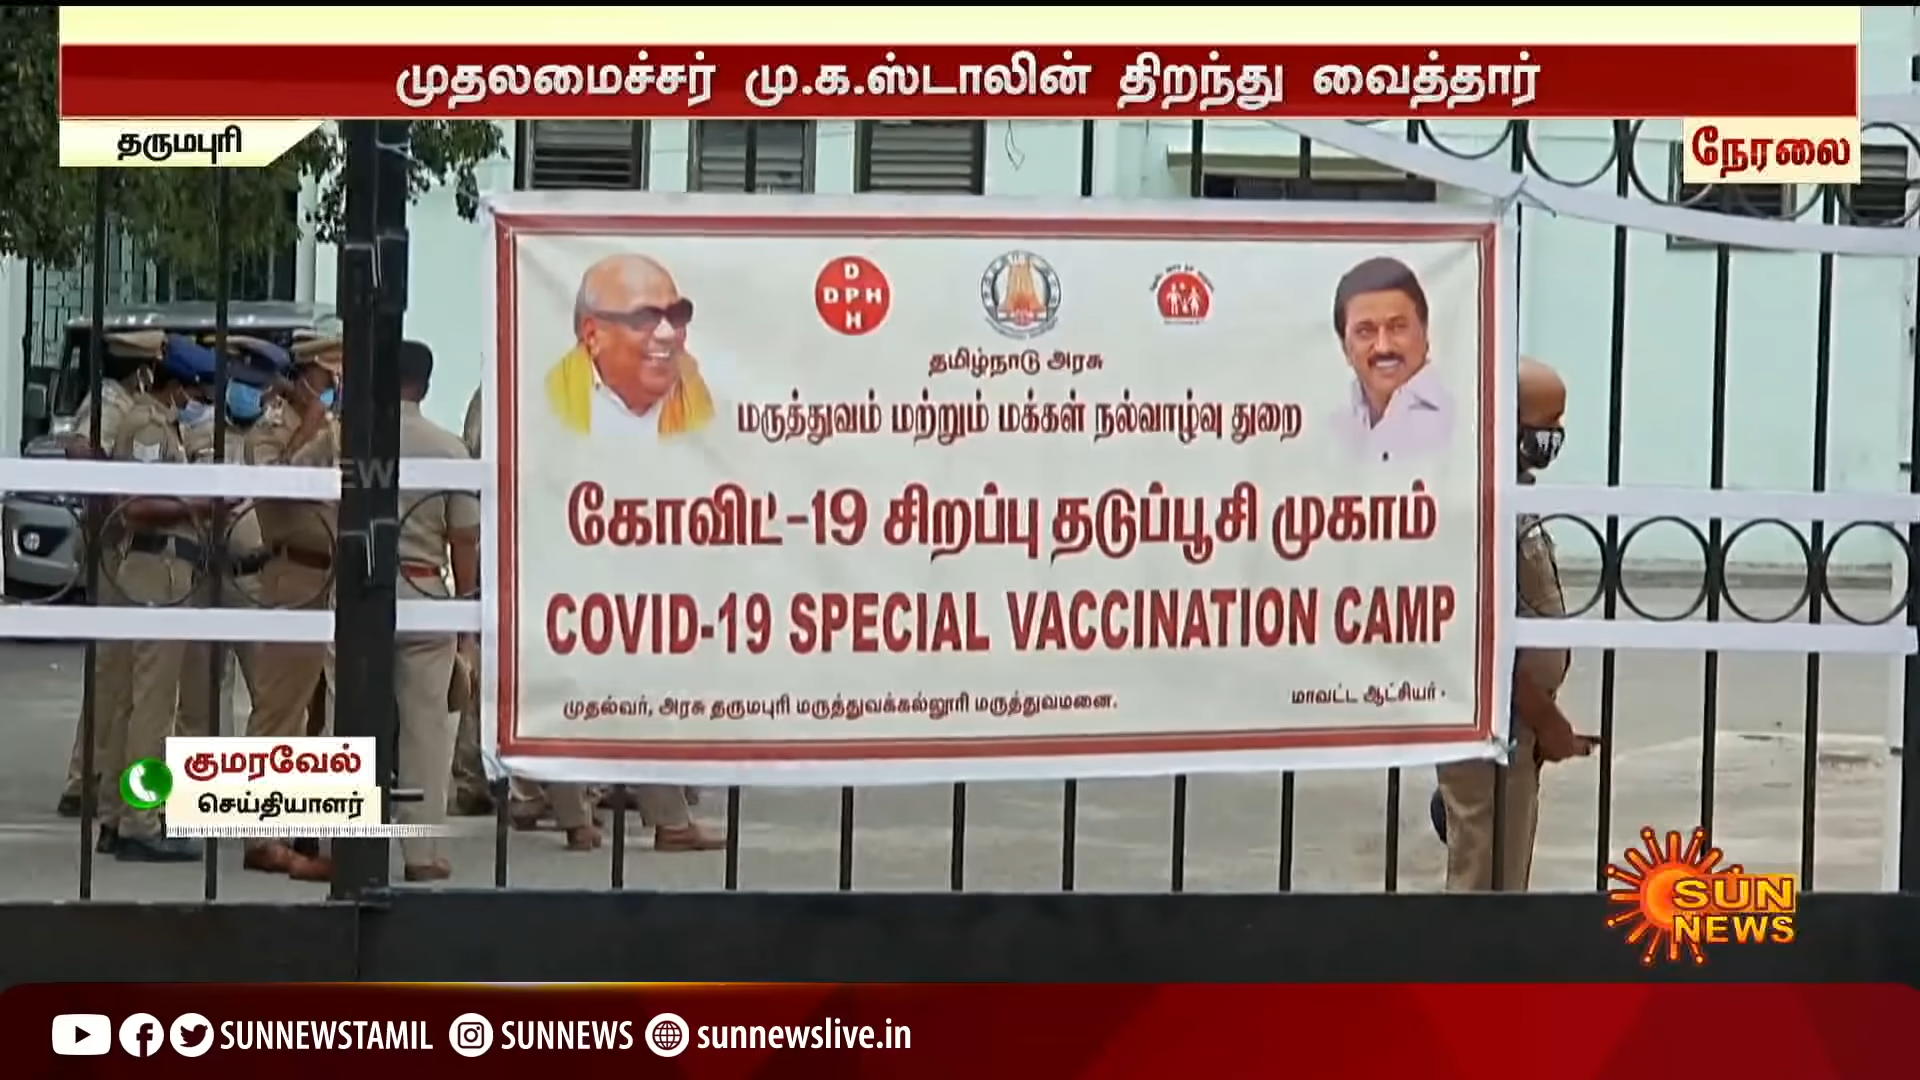 முதலமைச்சர் மு.க.ஸ்டாலின் திறந்து வைத்தார்
தருமபுரி
நேரலை
D
DPH
H
தமிழ்நாடு அரசு
மருத்துவம் மற்றும் மக்கள் நல்வாழ்வு துறை
கோவிட்-19 சிறப்பு தடுப்பூசி முகாம்
COVID-19 SPECIAL VACCINATION CAMP
முதல்வர், அரசு தருமபுரி மருத்துவக்கல்லூரி மருத்துவமனை.
மாவட்ட ஆட்சியர்.
குமரவேல்
செய்தியாளர்
SUN
NEWS
SUNNEWSTAMIL SUNNEWS sunnewslive.in